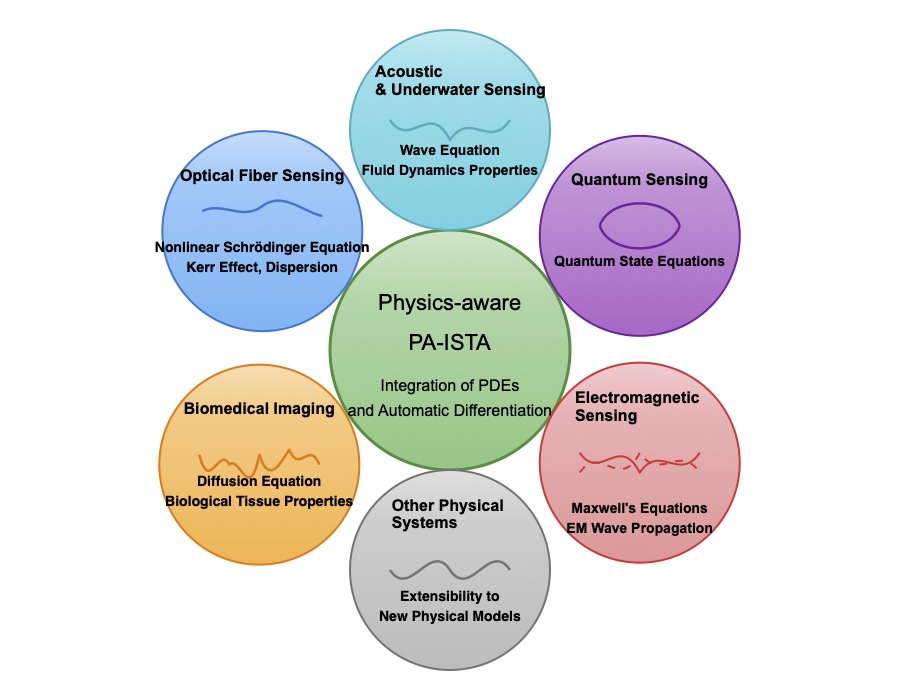 Acoustic
& Underwater Sensing
Wave Equation
Fluid Dynamics Properties
Optical Fiber Sensing
Nonlinear Schrödinger Equation
Kerr Effect, Dispersion
Quantum Sensing
Quantum State Equations
Physics-aware
PA-ISTA
Integration of PDEs
and Automatic Differentiation
Biomedical Imaging
Diffusion Equation
Biological Tissue Properties
Electromagnetic
Sensing
Maxwell's Equations
EM Wave Propagation
Other Physical
Systems
Extensibility to
New Physical Models